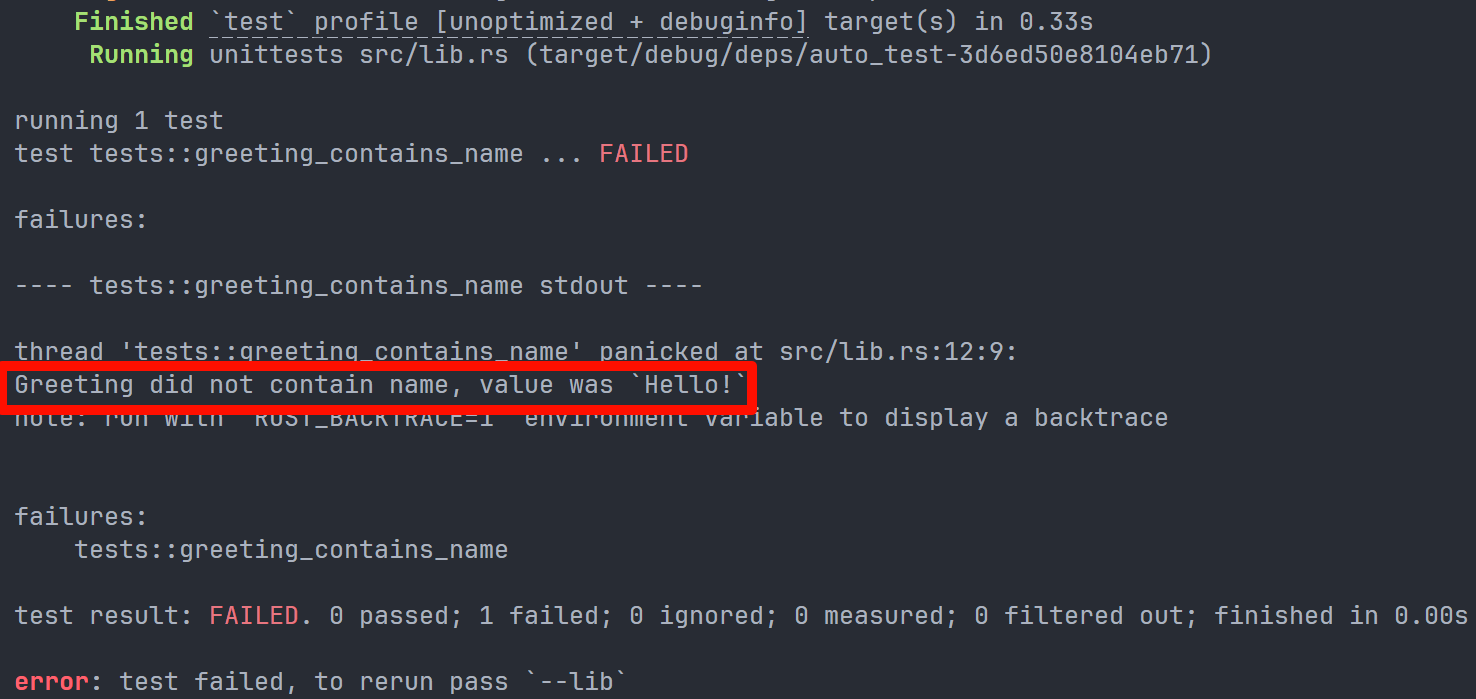 Finished `test` profile [unoptimized + debuginfo] target(s) in 0.33s
Running unittests src/lib.rs (target/debug/deps/auto_test-3d6ed50e8104eb71)
running 1 test
test tests::greeting_contains_name ... FAILED
failures:
---- tests::greeting_contains_name stdout ----
thread 'tests::greeting_contains_name' panicked at src/lib.rs:12:9:
Greeting did not contain name, value was `Hello!`
note: run with `RUST_BACKTRACE=1` environment variable to display a backtrace
failures:
tests::greeting_contains_name
test result: FAILED. 0 passed; 1 failed; 0 ignored; 0 measured; 0 filtered out; finished in 0.00s
error: test failed, to rerun pass `--lib`